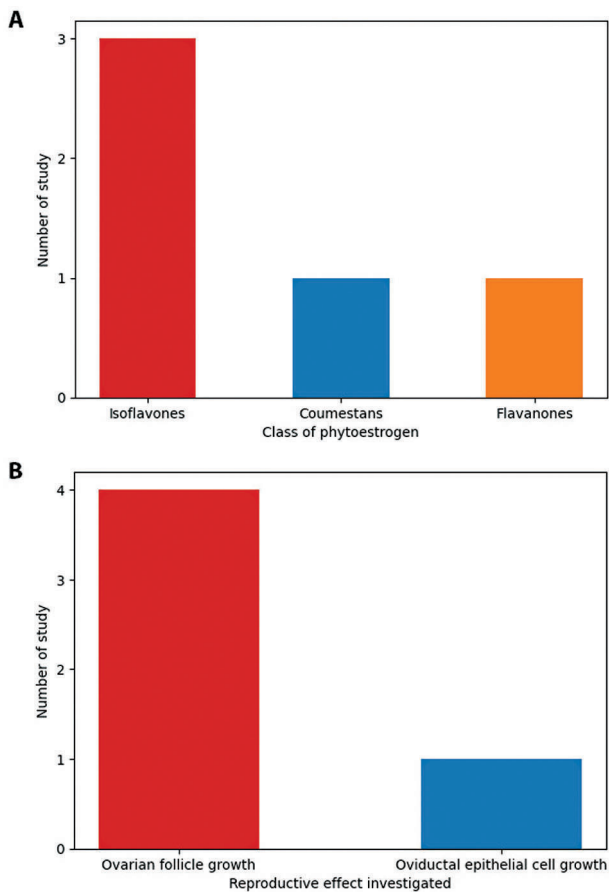 A
3
2
1
0
Number of study
Isoflavones Coumestans Flavanones
Class of phytoestrogen
B
4
3
2
1
0
Number of study
Ovarian follicle growth Oviductal epithelial cell growth
Reproductive effect investigated